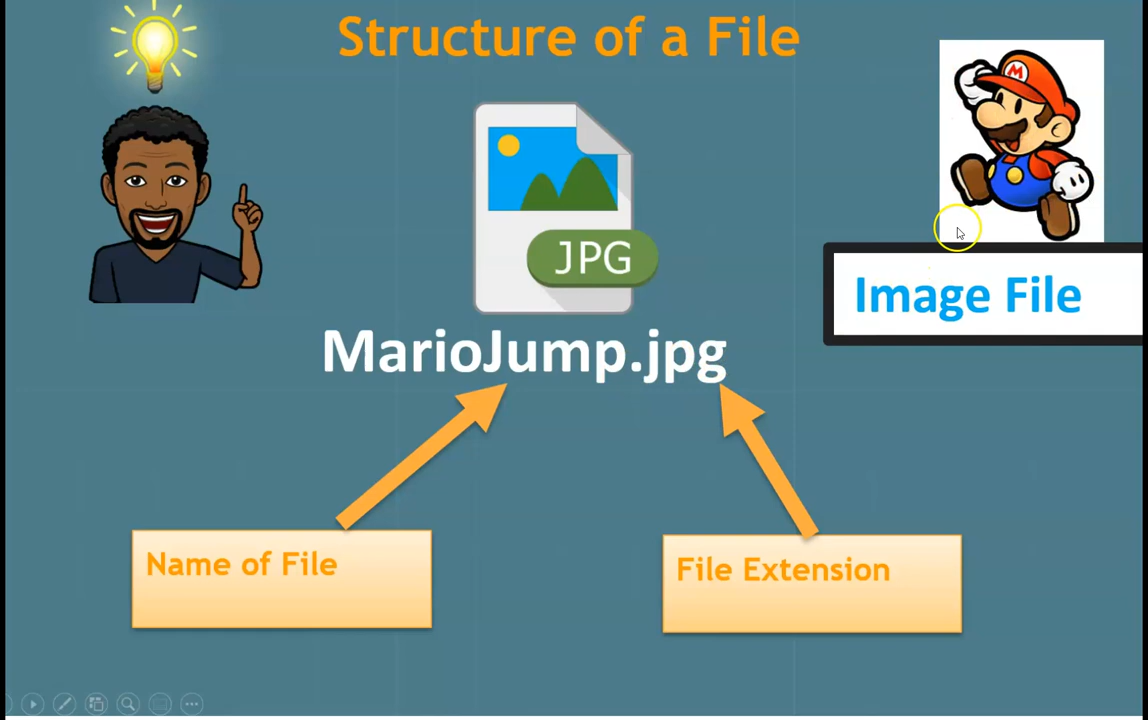 Structure of a File
M
JPG
Image File
MarioJump.jpg
Name of File
File Extension